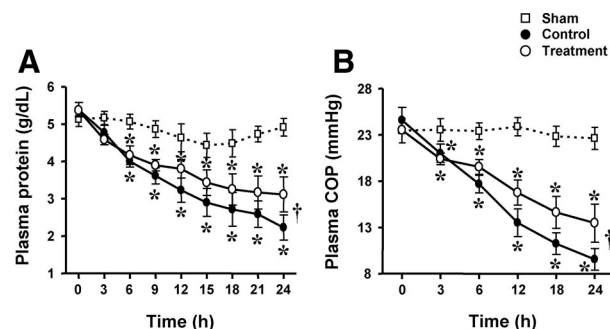 Sham
Control
Treatment
A
B
Plasma protein (g/dL)
6
5
4
3
2
1
* * * * * * *
* * * * * * *
†
0 3 6 9 12 15 18 21 24
Time (h)
Plasma COP (mmHg)
28
23
18
13
8
* * * * *
* * * * *
†
0 3 6 12 18 24
Time (h)